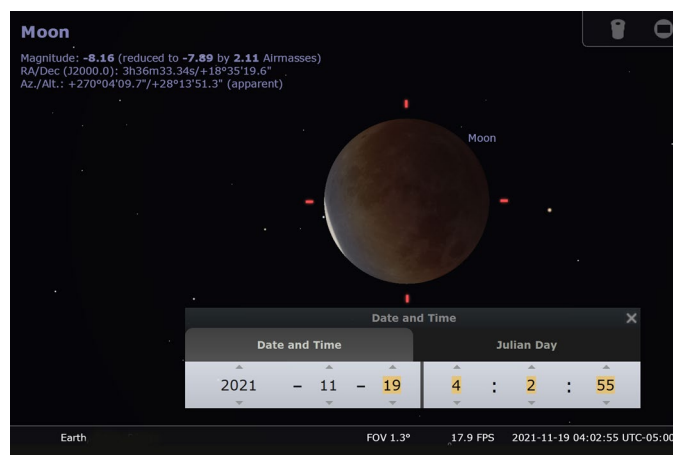 Moon
Magnitude: -8.16 (reduced to -7.89 by 2.11 Airmasses)
RA/Dec (J2000.0): 3h36m33.34s/+18°35'19.6"
Az./Alt.: +270°04'09.7"/+28°13'51.3" (apparent)
Moon
Date and Time
Date and Time Julian Day
2021 - 11 - 19 4 : 2 : 55
Earth FOV 1.3° 17.9 FPS 2021-11-19 04:02:55 UTC-05:00